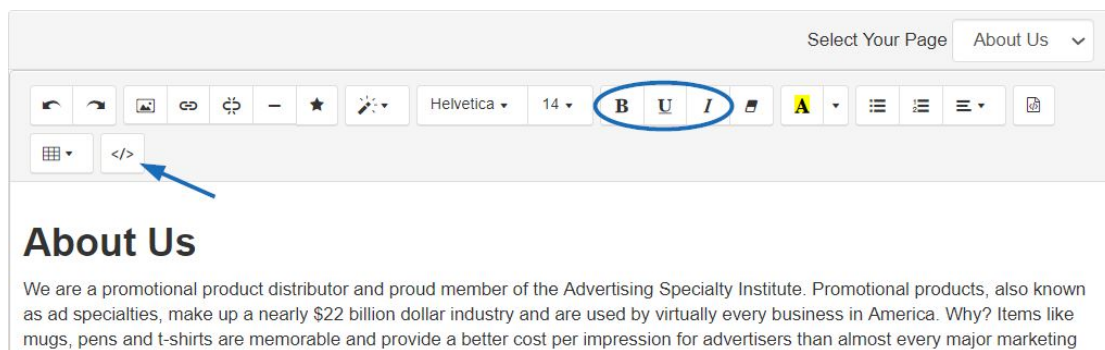 Select Your Page About Us
Helvetica 14 B U I A
</>
About Us
We are a promotional product distributor and proud member of the Advertising Specialty Institute. Promotional products, also known
as ad specialties, make up a nearly $22 billion dollar industry and are used by virtually every business in America. Why? Items like
mugs, pens and t-shirts are memorable and provide a better cost per impression for advertisers than almost every major marketing